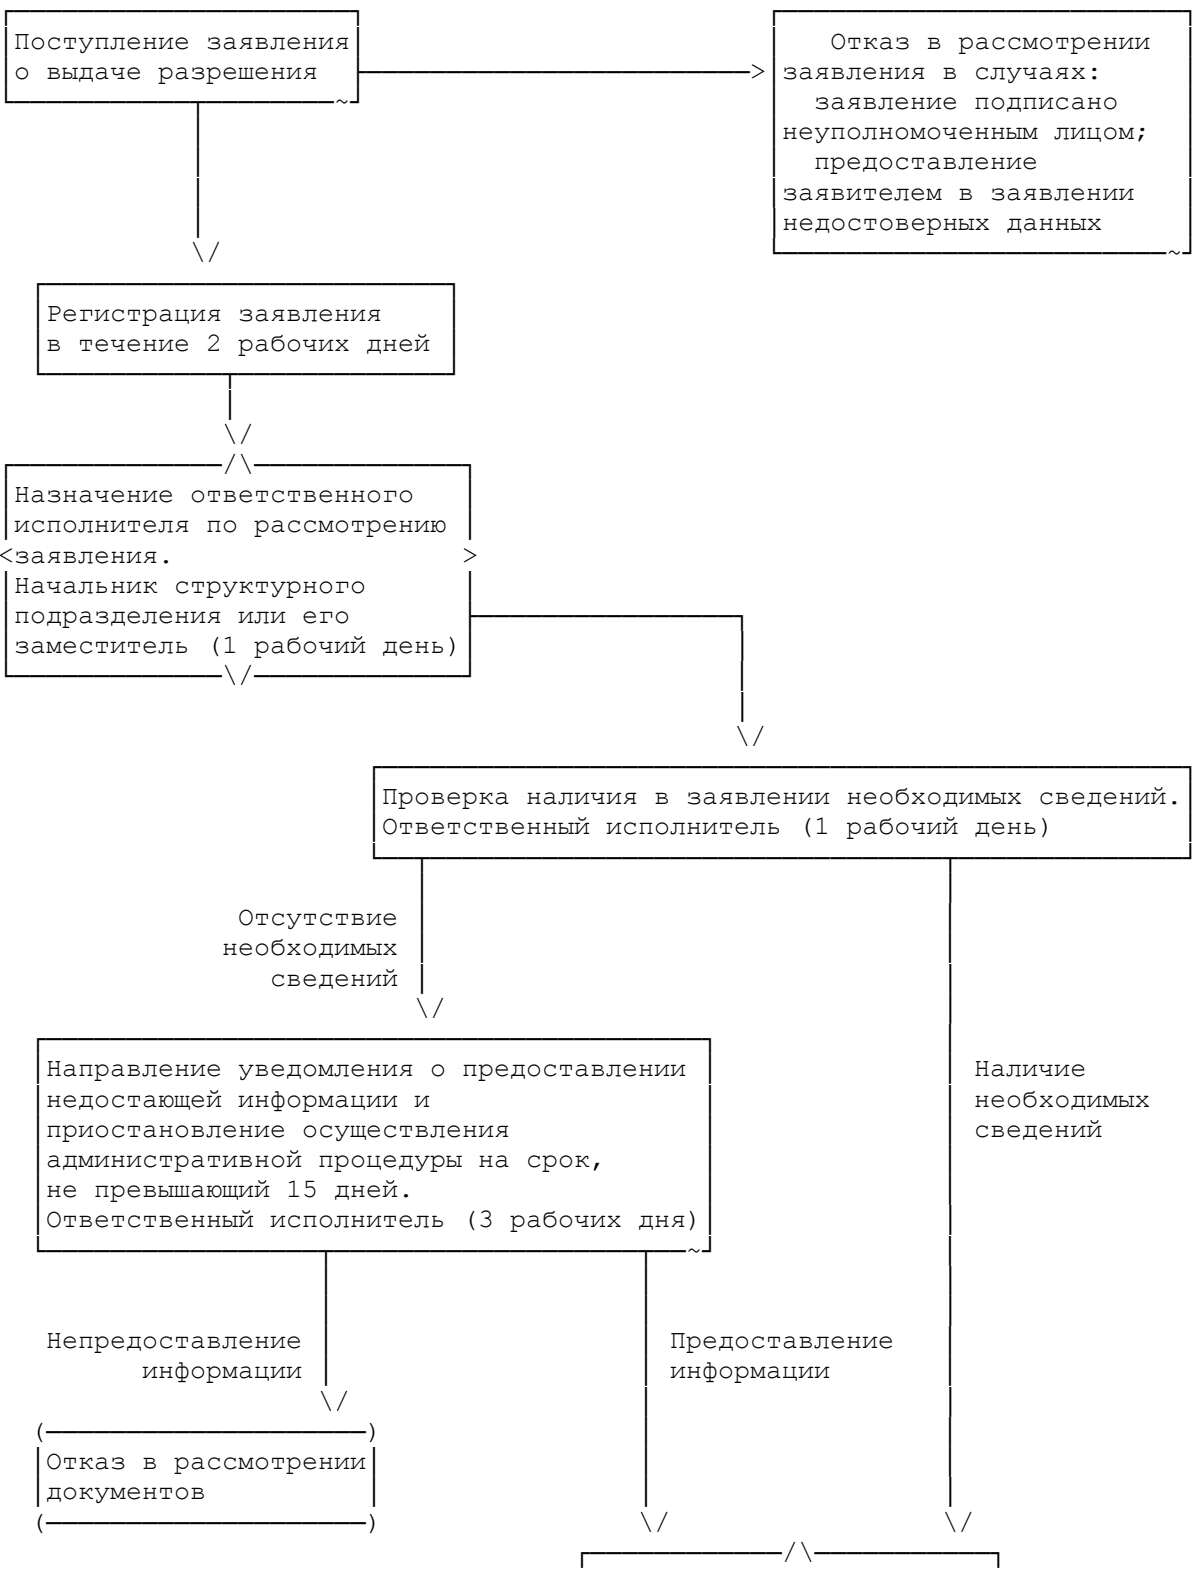 Поступление заявления
о выдаче разрешения
Отказ в рассмотрении
заявления в случаях:
заявление подписано
неуполномоченным лицом;
предоставление
заявителем в заявлении
недостоверных данных
Регистрация заявления
в течение 2 рабочих дней
Назначение ответственного
исполнителя по рассмотрению
заявления.
Начальник структурного
подразделения или его
заместитель (1 рабочий день)
Проверка наличия в заявлении необходимых сведений.
Ответственный исполнитель (1 рабочий день)
Отсутствие
необходимых
сведений
Направление уведомления о предоставлении
недостающей информации и
приостановление осуществления
административной процедуры на срок,
не превышающий 15 дней.
Ответственный исполнитель (3 рабочих дня)
Наличие
необходимых
сведений
Непредоставление
информации
Предоставление
информации
Отказ в рассмотрении
документов